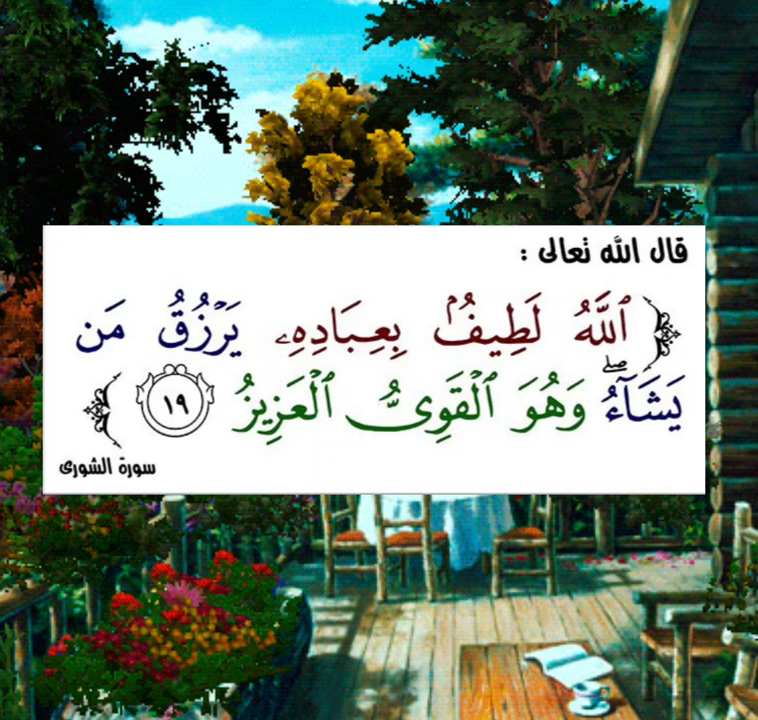 قال الله تعالى :
﴿ ٱللَّهُ لَطِيفُۢ بِعِبَادِهِۦ يَرْزُقُ مَن
يَشَآءُۖ وَهُوَ ٱلْقَوِىُّ ٱلْعَزِيزُ ١٩ ﴾
سورة الشورى